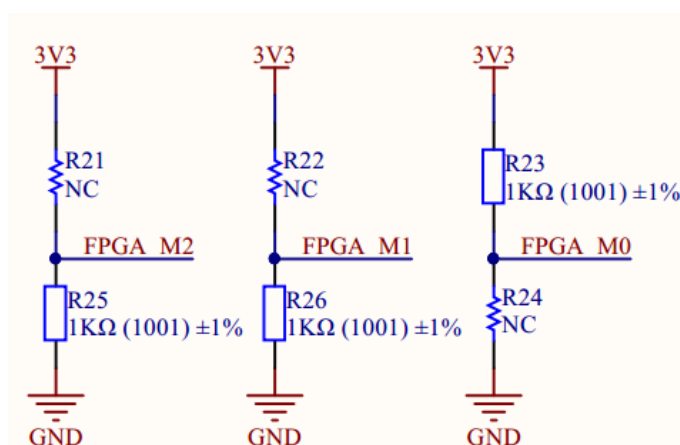 3V3
R21
NC
FPGA_M2
R25
1KΩ (1001) ±1%
GND
3V3
R22
NC
FPGA_M1
R26
1KΩ (1001) ±1%
GND
3V3
R23
1KΩ (1001) ±1%
FPGA_M0
R24
NC
GND